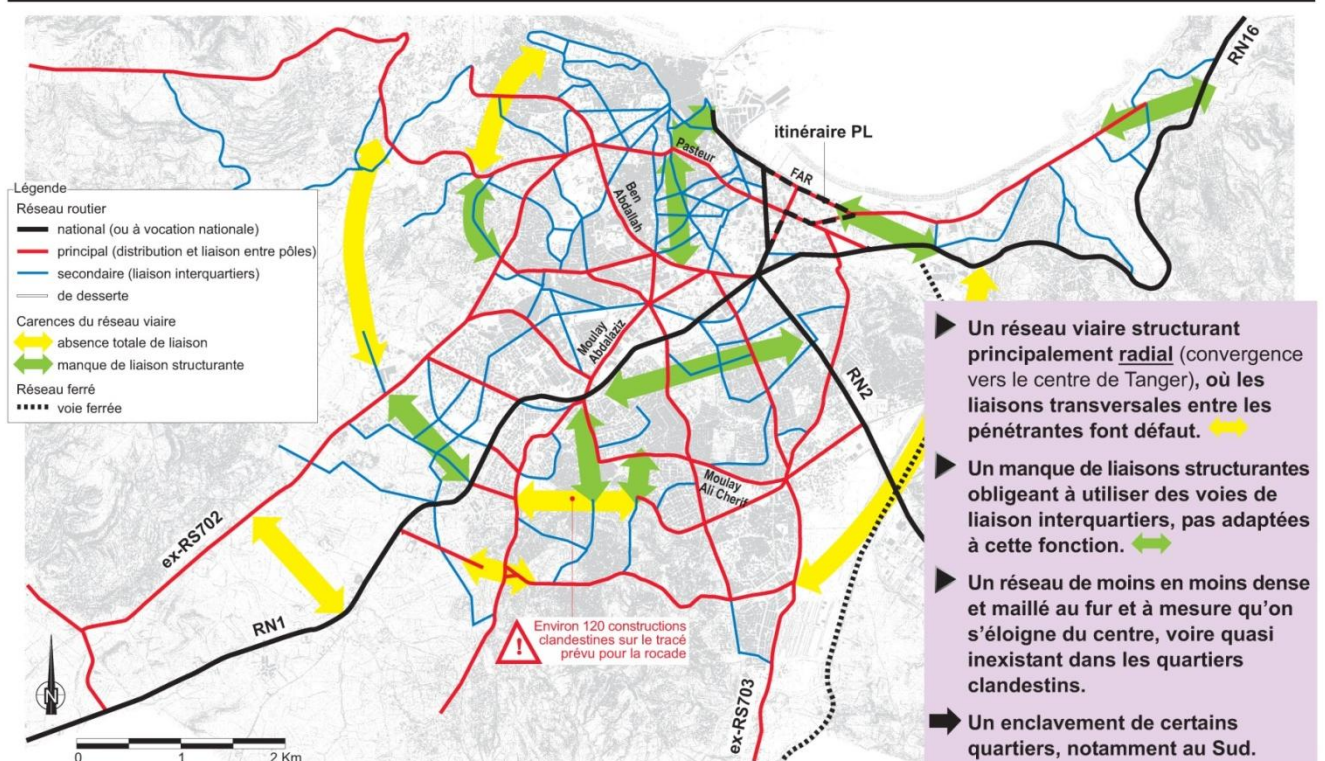 RN16
itinéraire PL
Pasteur
FAR
Ben
Abdallah
Légende
Réseau routier
national (ou à vocation nationale)
principal (distribution et liaison entre pôles)
secondaire (liaison interquartiers)
de desserte
Carences du réseau viaire
absence totale de liaison
manque de liaison structurante
Réseau ferré
voie ferrée
Moulay
Abdalaziz
RN2
Moulay
Ali Cherif
ex-RS702
RN1
Environ 120 constructions
clandestines sur le tracé
prévu pour la rocade
!
ex-RS703
N
0 1 2 Km
Un réseau viaire structurant
principalement radial (convergence
vers le centre de Tanger), où les
liaisons transversales entre les
pénétrantes font défaut.
Un manque de liaisons structurantes
obligeant à utiliser des voies de
liaison interquartiers, pas adaptées
à cette fonction.
Un réseau de moins en moins dense
et maillé au fur et à mesure qu'on
s'éloigne du centre, voire quasi
inexistant dans les quartiers
clandestins.
Un enclavement de certains
quartiers, notamment au Sud.